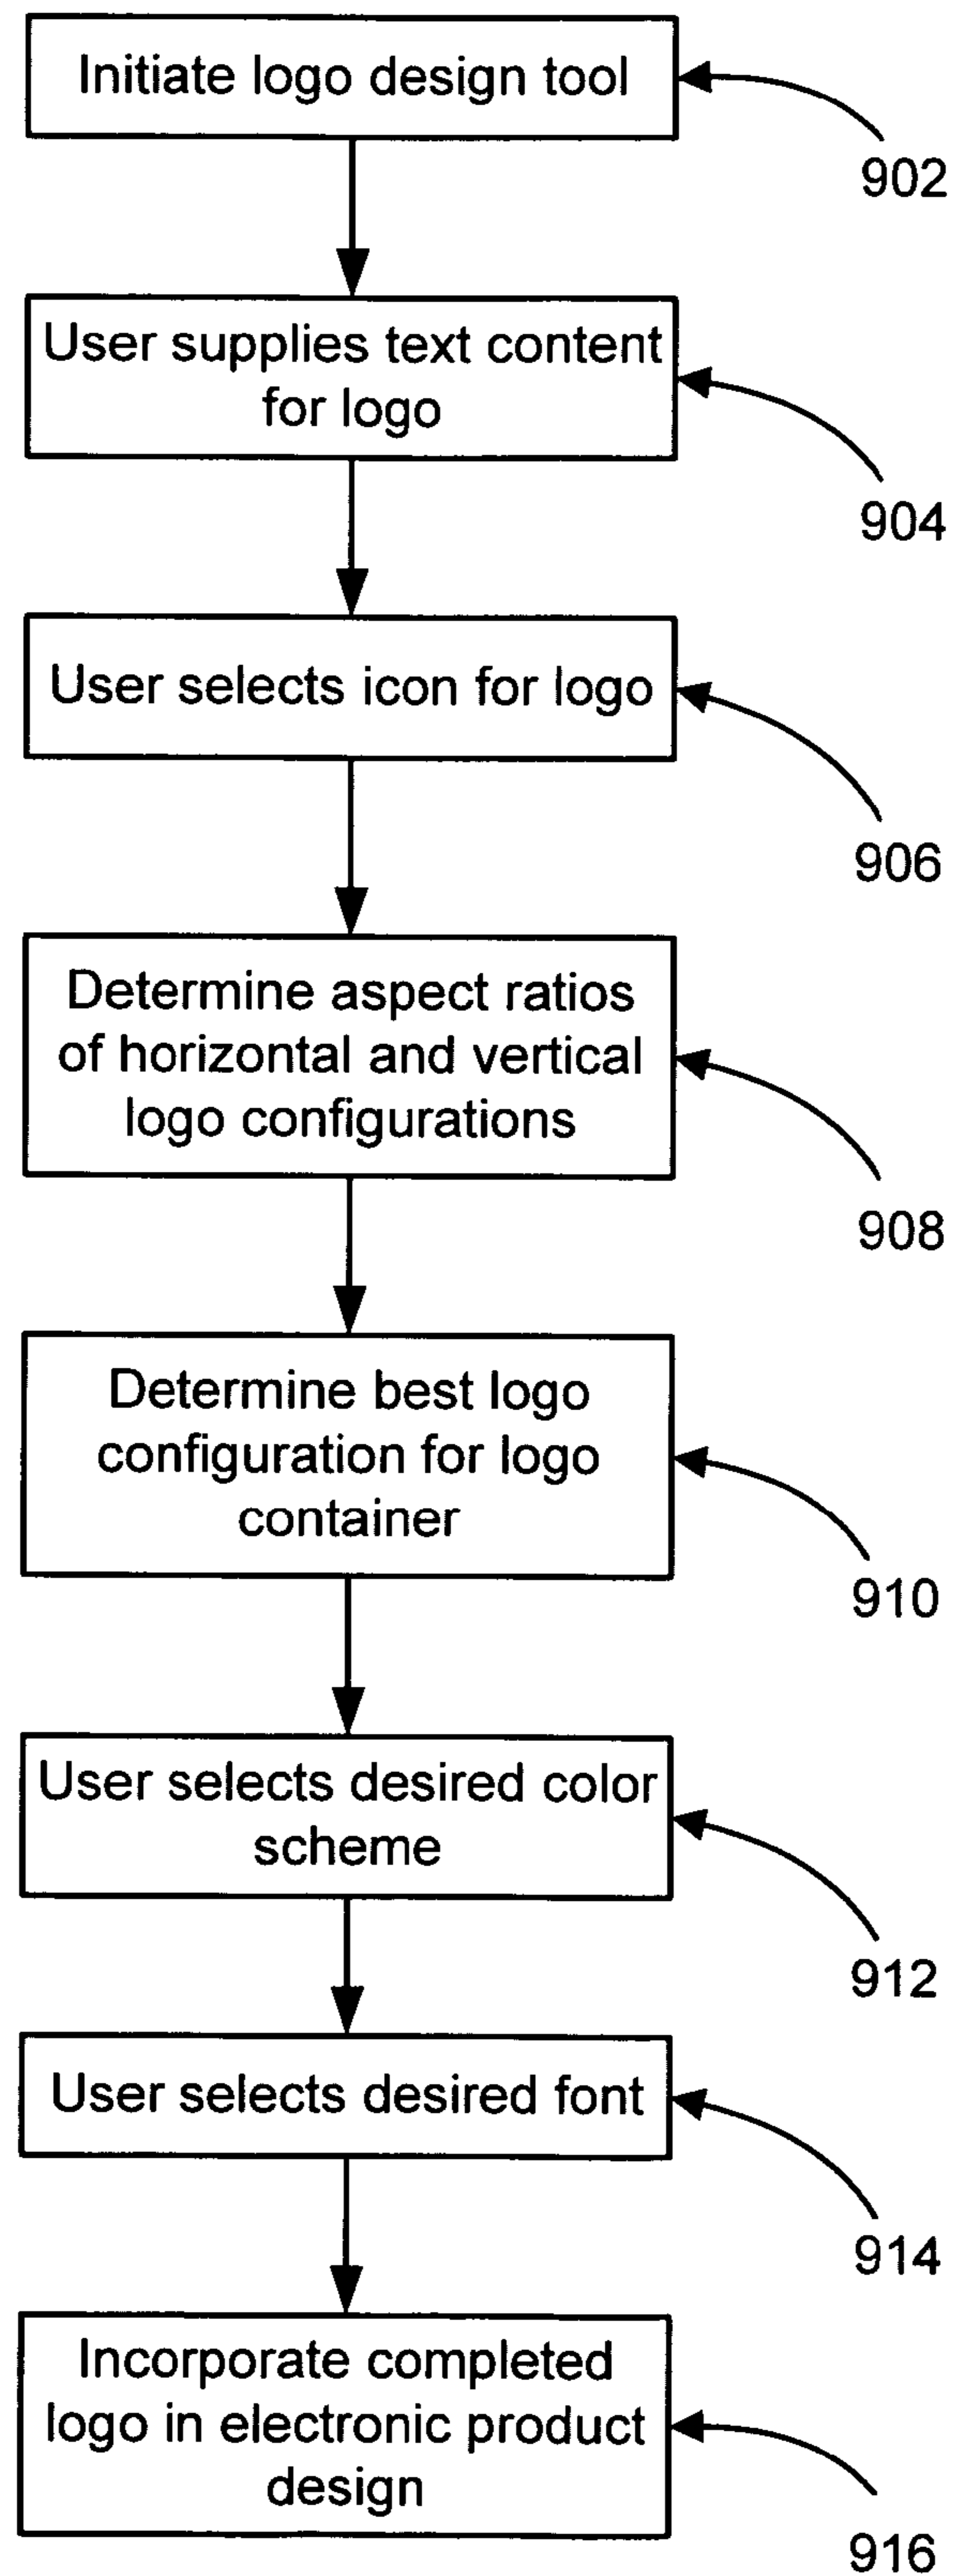 Initiate logo design tool
902
User supplies text content
for logo
904
User selects icon for logo
906
Determine aspect ratios
of horizontal and vertical
logo configurations
908
Determine best logo
configuration for logo
container
910
User selects desired color
scheme
912
User selects desired font
914
Incorporate completed
logo in electronic product
design
916